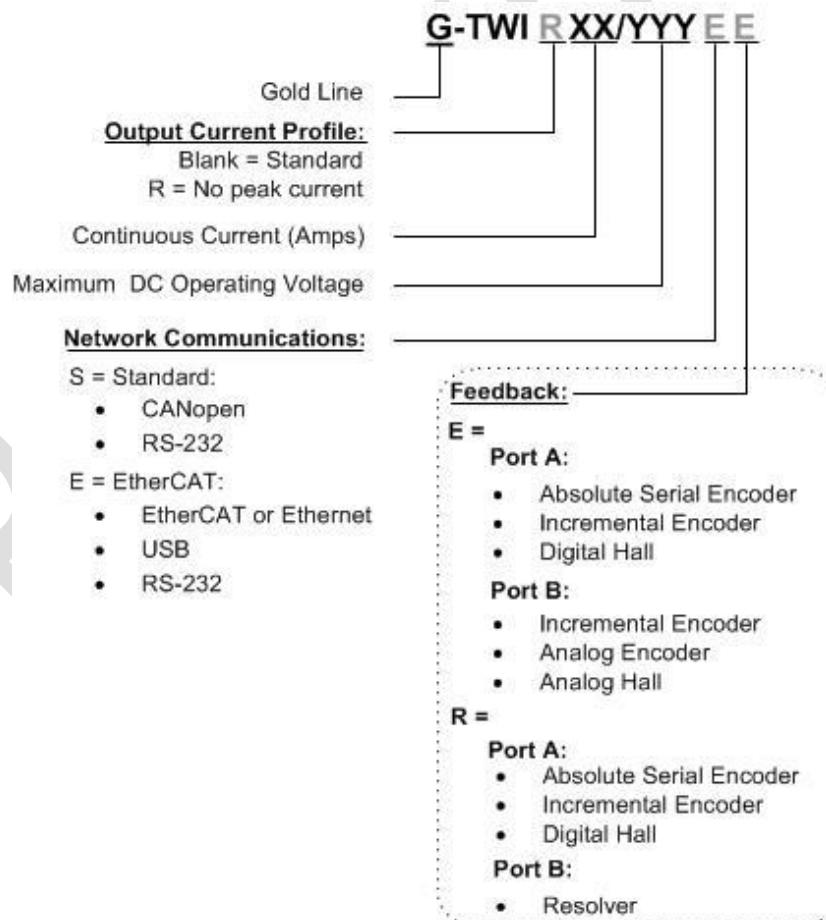 G-TWI R XX/YYY E E
Gold Line
Output Current Profile:
Blank = Standard
R = No peak current
Continuous Current (Amps)
Maximum DC Operating Voltage
Network Communications:
S = Standard:
• CANopen
• RS-232
E = EtherCAT:
• EtherCAT or Ethernet
• USB
• RS-232
Feedback:
E =
Port A:
• Absolute Serial Encoder
• Incremental Encoder
• Digital Hall
Port B:
• Incremental Encoder
• Analog Encoder
• Analog Hall
R =
Port A:
• Absolute Serial Encoder
• Incremental Encoder
• Digital Hall
Port B:
• Resolver